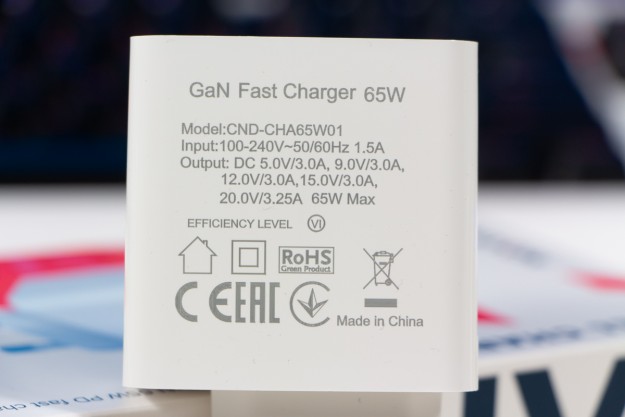 GaN Fast Charger 65W
Model:CND-CHA65W01
Input:100-240V~50/60Hz 1.5A
Output: DC 5.0V/3.0A, 9.0V/3.0A,
12.0V/3.0A,15.0V/3.0A,
20.0V/3.25A 65W Max
EFFICIENCY LEVEL VI
RoHS
Green Product
CE EAC
Made in China
PD fast